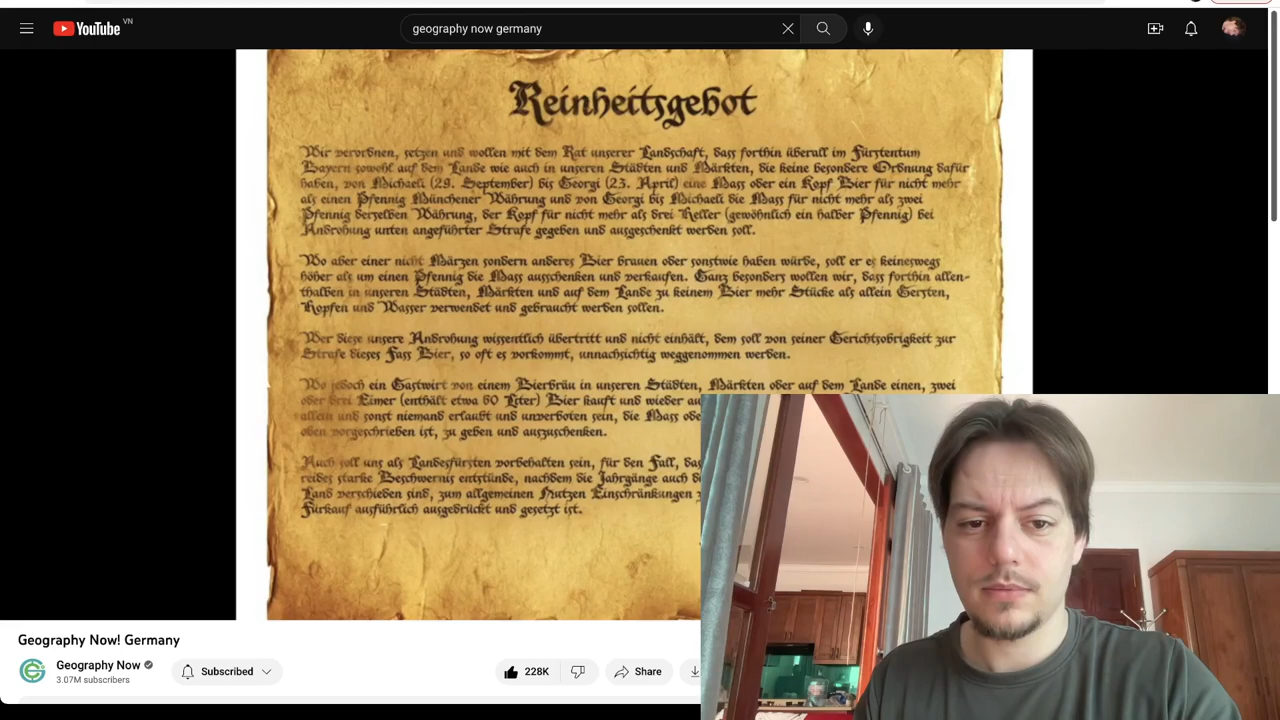 YouTube VN
geography now germany
Reinheitsgebot
Wir verordnen, setzen und wollen mit dem Rat unserer Landschaft, dass forthin überall im Fürstentum
Bayern sowohl auf dem Lande wie auch in unseren Städten und Märkten, die keine besondere Ordnung dafür
haben, von Michaeli (29. September) bis Georgi (23. April) eine Mass oder ein Kopf Bier für nicht mehr
als einen Pfennig Münchener Währung und von Georgi bis Michaeli die Mass für nicht mehr als zwei
Pfennig derselben Währung, der Kopf für nicht mehr als drei Heller (gewöhnlich ein halber Pfennig) bei
Androhung unten angeführter Strafe gegeben und ausgeschenkt werden soll.
Wo aber einer nicht Märzen sondern anderes Bier brauen oder sonstwie haben würde, soll er es keineswegs
höher als um einen Pfennig die Mass ausschenken und verkaufen. Ganz besonders wollen wir, dass forthin allen-
thalben in unseren Städten, Märkten und auf dem Lande zu keinem Bier mehr Stücke als allein Gersten,
Hopfen und Wasser verwendet und gebraucht werden sollen.
Wer diese unsere Androhung wissentlich übertritt und nicht einhält, dem soll von seiner Gerichtsobrigkeit zur
Strafe dieses Fass Bier, so oft es vorkommt, unnachsichtig weggenommen werden.
Wo jedoch ein Gastwirt von einem Bierbräu in unseren Städten, Märkten oder auf dem Lande einen, zwei
oder drei Eimer (enthält etwa 60 Liter) Bier kauft und wieder au
allein und sonst niemand erlaubt und unverboten sein, die Mass ode
oben vorgeschrieben ist, zu geben und auszuschenken.
Auch soll uns als Landesfürsten vorbehalten sein, für den Fall, das
reides starke Beschwernis entstünde, nachdem die Jahrgänge auch d
Land verschieden sind, zum allgemeinen Nutzen Einschränkungen z
Fürkauf ausführlich ausgedrückt und gesetzt ist.
Geography Now! Germany
Geography Now
3.07M subscribers
Subscribed
228K
Share